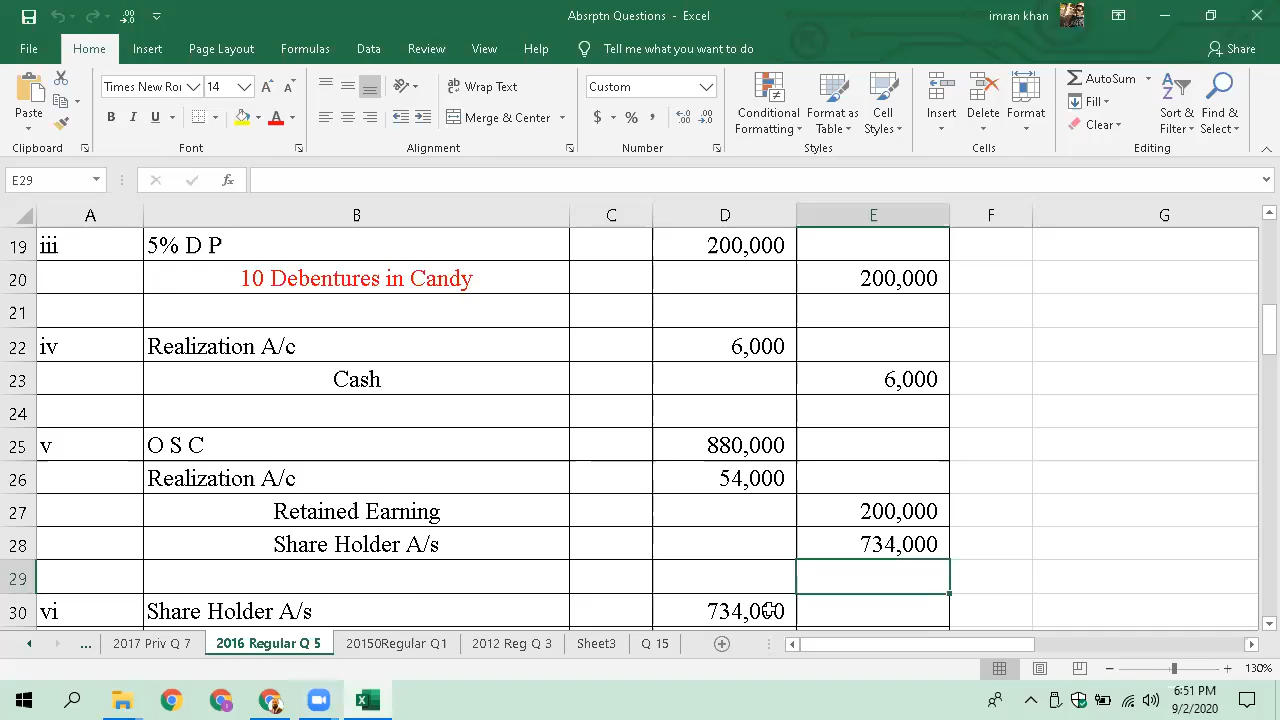 Absrptn Questions - Excel
imran khan
File Home Insert Page Layout Formulas Data Review View Help Tell me what you want to do Share
Times New Ro 14 Wrap Text Custom AutoSum
Paste B I U Merge & Center $ % Conditional Formatting Format as Table Cell Styles Insert Delete Format Fill Clear Sort & Filter Find & Select
Clipboard Font Alignment Number Styles Cells Editing
E29 fx
A B C D E F G
19 iii 5% D P 200,000
20 10 Debentures in Candy 200,000
21
22 iv Realization A/c 6,000
23 Cash 6,000
24
25 v O S C 880,000
26 Realization A/c 54,000
27 Retained Earning 200,000
28 Share Holder A/s 734,000
29
30 vi Share Holder A/s 734,000
... 2017 Priv Q 7 2016 Regular Q 5 20150Regular Q1 2012 Reg Q 3 Sheet3 Q 15
130%
6:51 PM
9/2/2020